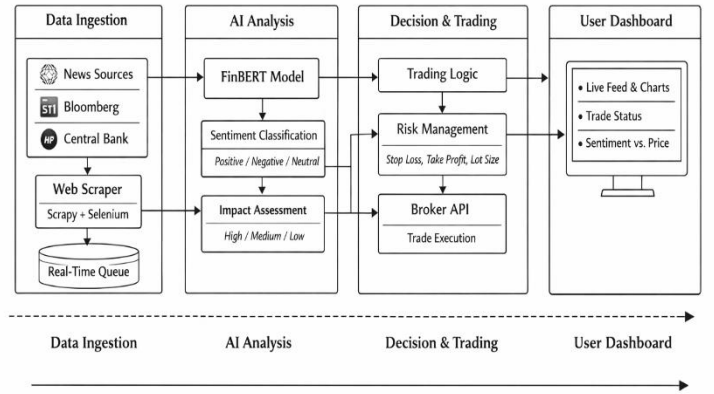 Data Ingestion
News Sources
STI
Bloomberg
HP
Central Bank
Web Scraper
Scrapy + Selenium
Real-Time Queue
AI Analysis
FinBERT Model
Sentiment Classification
Positive / Negative / Neutral
Impact Assessment
High / Medium / Low
Decision & Trading
Trading Logic
Risk Management
Stop Loss, Take Profit, Lot Size
Broker API
Trade Execution
User Dashboard
• Live Feed & Charts
• Trade Status
• Sentiment vs. Price
Data Ingestion
AI Analysis
Decision & Trading
User Dashboard